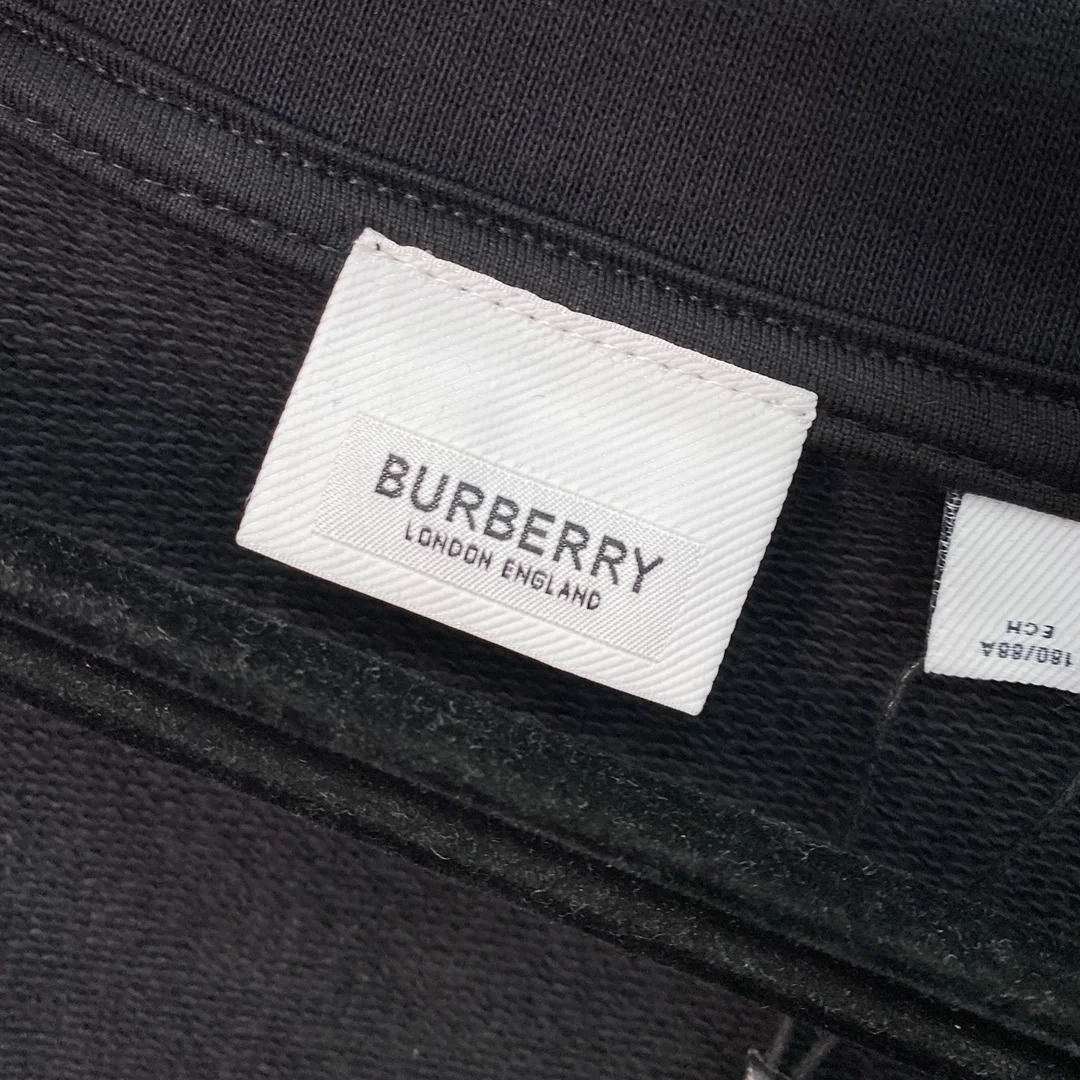 BURBERRY
LONDON ENGLAND
180/88A
ECH